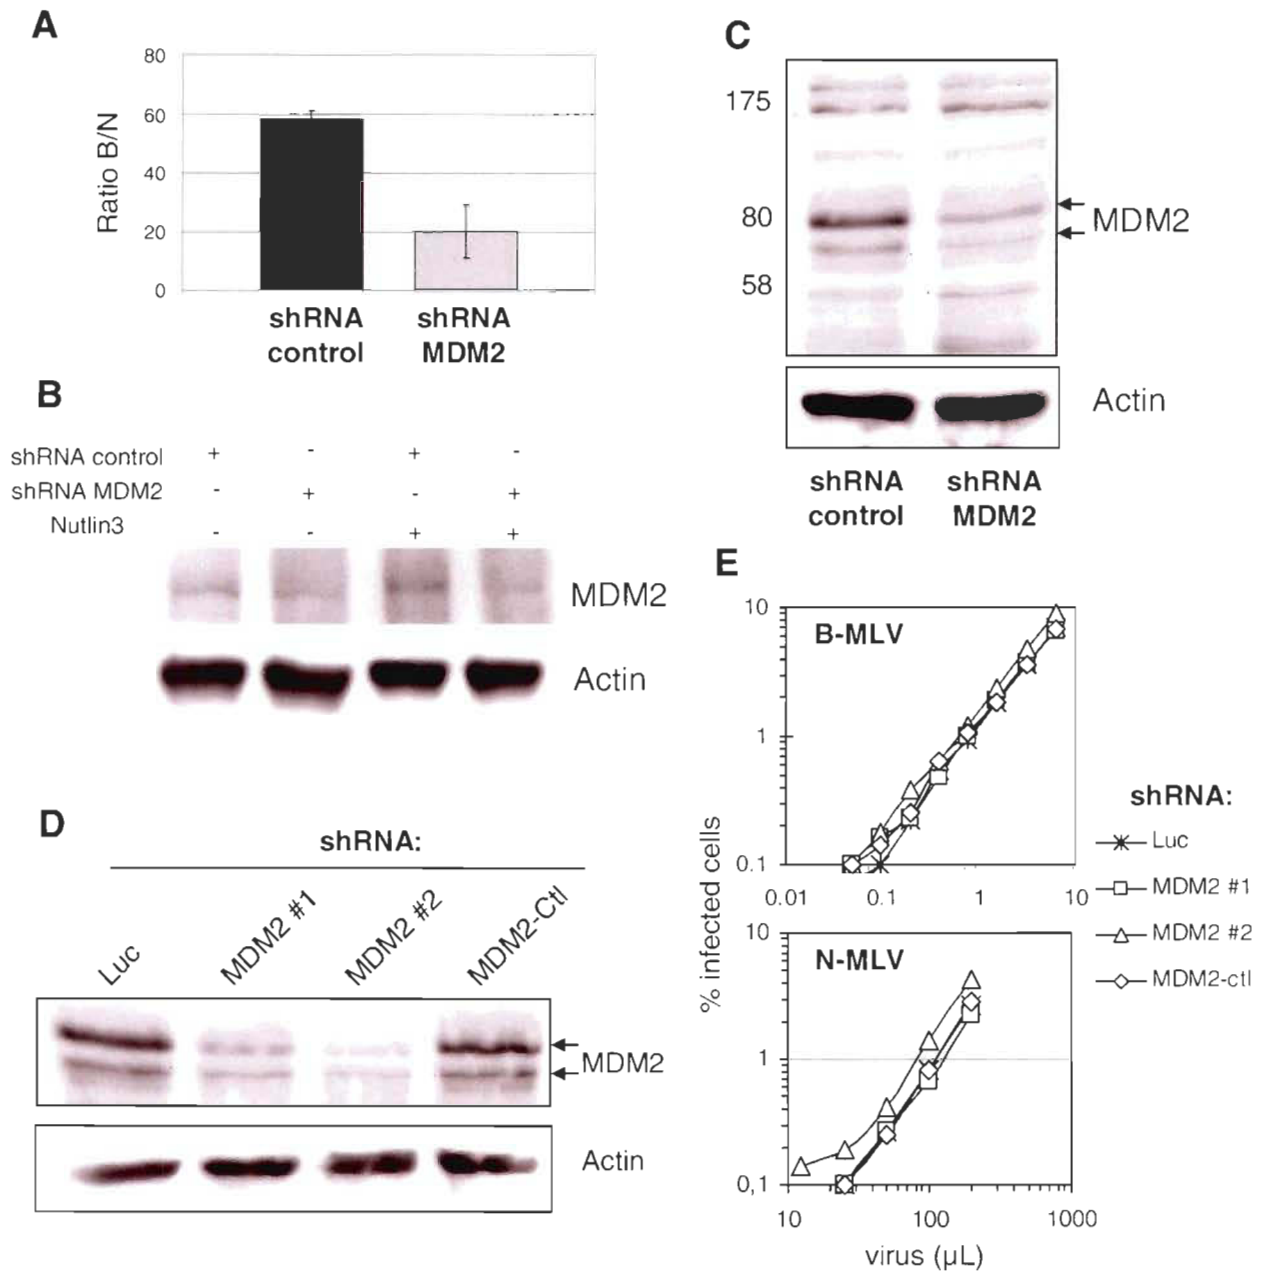 A
80
60
40
20
0
Ratio B/N
shRNA control
shRNA MDM2
B
shRNA control + - + -
shRNA MDM2 - + - +
Nutlin3 - - + +
MDM2
Actin
C
175
80
58
MDM2
Actin
shRNA control
shRNA MDM2
D
shRNA:
Luc
MDM2 #1
MDM2 #2
MDM2-Ctl
MDM2
Actin
E
B-MLV
10
1
0.1
0.01 0.1 1 10
N-MLV
10
1
0,1
10 100 1000
% infected cells
virus (µL)
shRNA:
Luc
MDM2 #1
MDM2 #2
MDM2-ctl